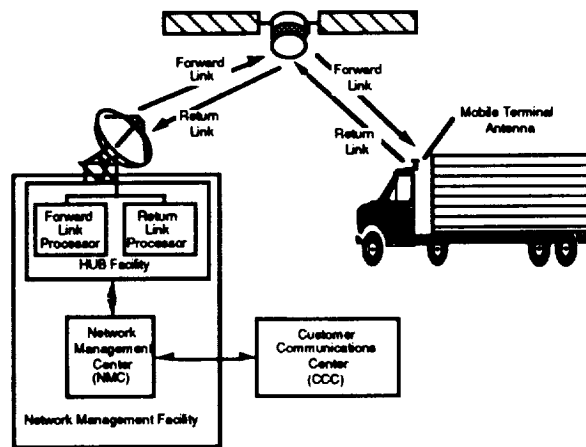 Forward
Link
Forward
Link
Return
Link
Return
Link
Mobile Terminal
Antenna
Forward
Link
Processor
Return
Link
Processor
HUB Facility
Network
Management
Center
(NMC)
Customer
Communications
Center
(CCC)
Network Management Facility